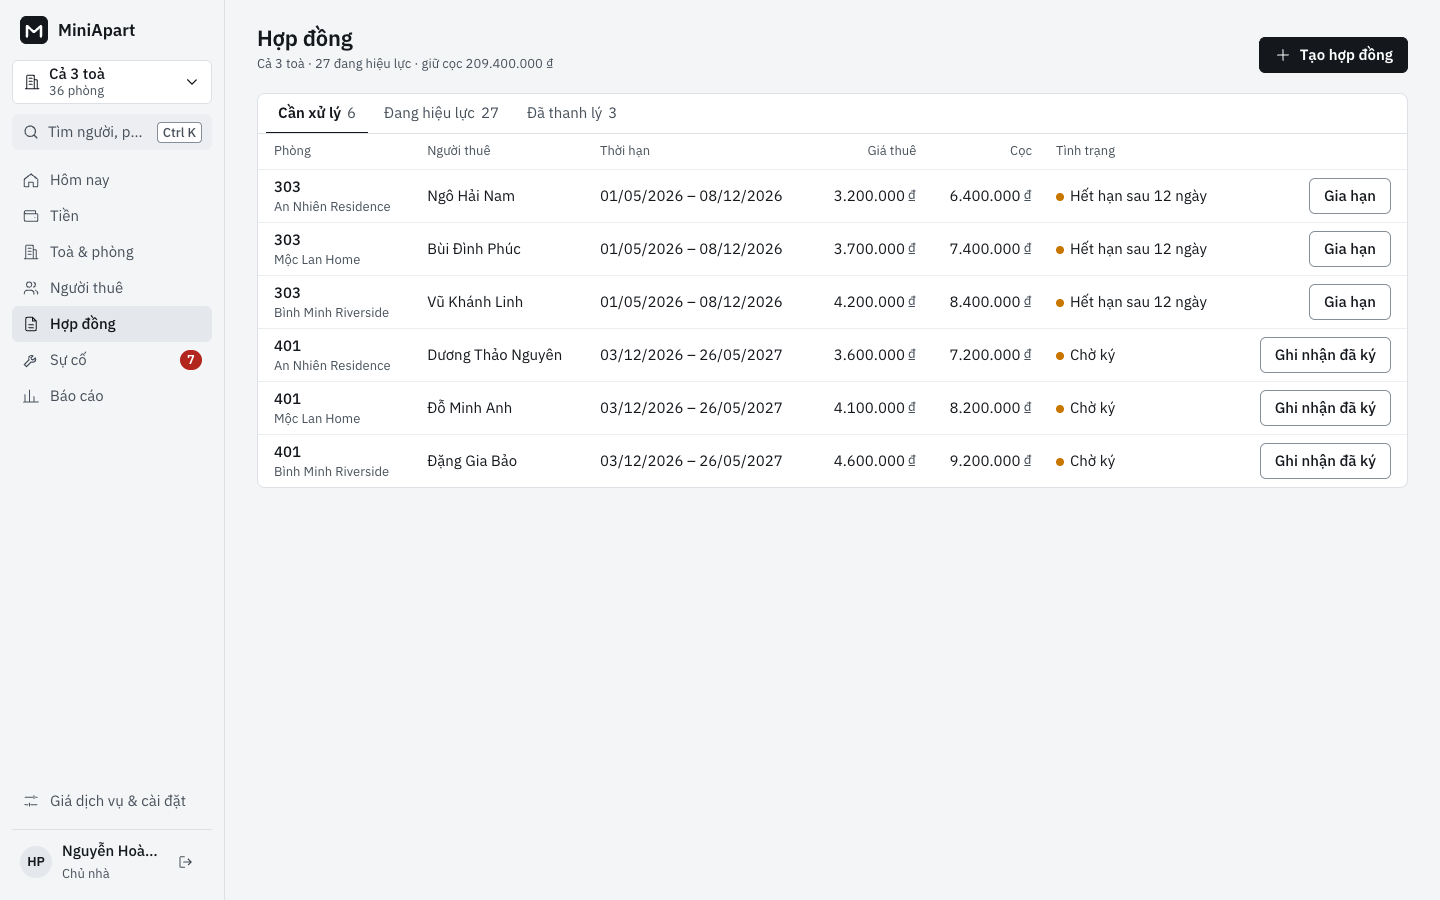 MiniApart
Cả 3 toà
36 phòng
Tìm người, p... Ctrl K
Hôm nay
Tiền
Toà & phòng
Người thuê
Hợp đồng
Sự cố 7
Báo cáo
Giá dịch vụ & cài đặt
HP Nguyễn Hoà...
Chủ nhà
Hợp đồng
Cả 3 toà · 27 đang hiệu lực · giữ cọc 209.400.000 ₫
Tạo hợp đồng
Cần xử lý 6 Đang hiệu lực 27 Đã thanh lý 3
Phòng Người thuê Thời hạn Giá thuê Cọc Tình trạng
303
An Nhiên Residence Ngô Hải Nam 01/05/2026 – 08/12/2026 3.200.000 ₫ 6.400.000 ₫ Hết hạn sau 12 ngày Gia hạn
303
Mộc Lan Home Bùi Đình Phúc 01/05/2026 – 08/12/2026 3.700.000 ₫ 7.400.000 ₫ Hết hạn sau 12 ngày Gia hạn
303
Bình Minh Riverside Vũ Khánh Linh 01/05/2026 – 08/12/2026 4.200.000 ₫ 8.400.000 ₫ Hết hạn sau 12 ngày Gia hạn
401
An Nhiên Residence Dương Thảo Nguyên 03/12/2026 – 26/05/2027 3.600.000 ₫ 7.200.000 ₫ Chờ ký Ghi nhận đã ký
401
Mộc Lan Home Đỗ Minh Anh 03/12/2026 – 26/05/2027 4.100.000 ₫ 8.200.000 ₫ Chờ ký Ghi nhận đã ký
401
Bình Minh Riverside Đặng Gia Bảo 03/12/2026 – 26/05/2027 4.600.000 ₫ 9.200.000 ₫ Chờ ký Ghi nhận đã ký